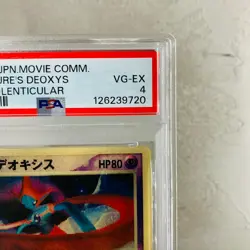 JPN.MOVIE COMM.
URE'S DEOXYS VG-EX
LENTICULAR 4
PSA 126239720
デオキシス HP80